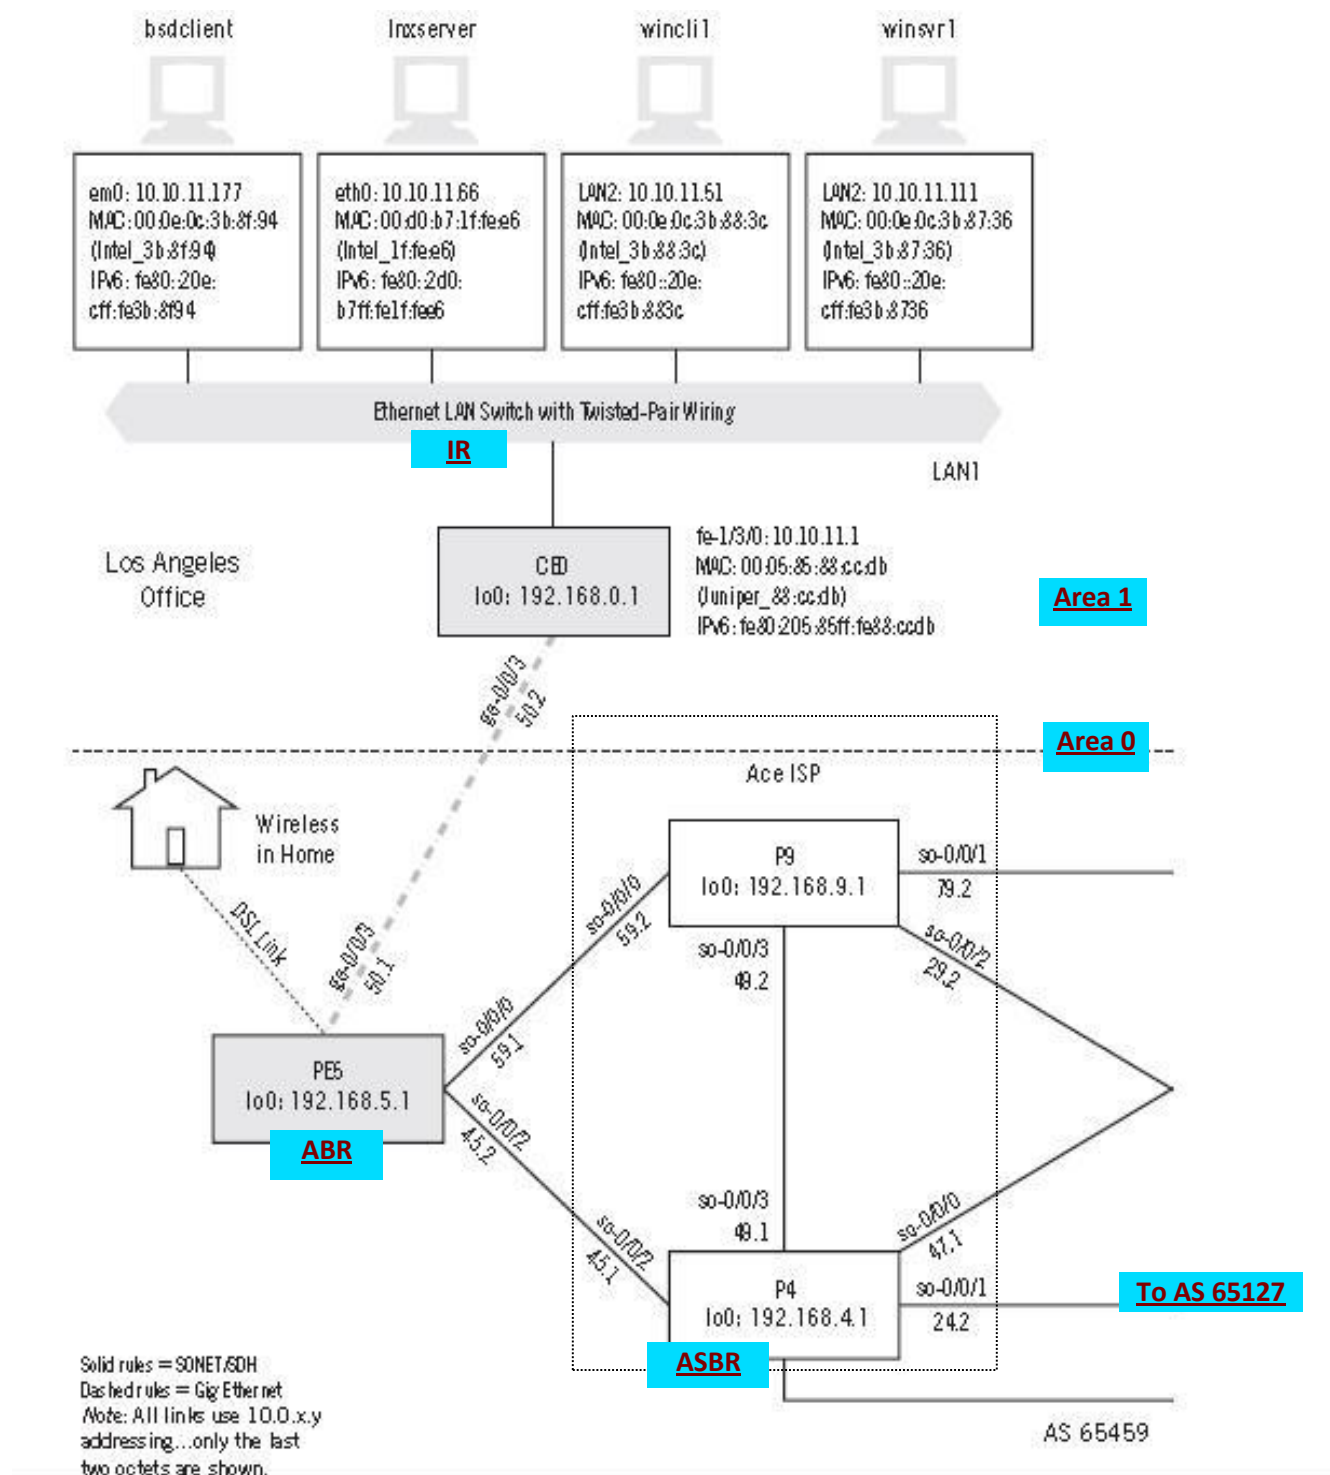 bsdclient
lnxserver
wincli1
winsvr1
em0: 10.10.11.177
MAC: 00:0e:0c:3b:8f:94
(Intel_3b:8f:94)
IPv6: fe80::20e:
cff:fe3b:8f94
eth0: 10.10.11.66
MAC: 00:d0:b7:1f:fe:e6
(Intel_1f:fe:e6)
IPv6: fe80::2d0:
b7ff:fe1f:fee6
LAN2: 10.10.11.51
MAC: 00:0e:0c:3b:88:3c
(Intel_3b:88:3c)
IPv6: fe80::20e:
cff:fe3b:883c
LAN2: 10.10.11.111
MAC: 00:0e:0c:3b:87:36
(Intel_3b:87:36)
IPv6: fe80::20e:
cff:fe3b:8736
Ethernet LAN Switch with Twisted-Pair Wiring
IR
LAN1
Los Angeles
Office
CE0
lo0: 192.168.0.1
fe-1/3/0: 10.10.11.1
MAC: 00:05:85:88:cc:db
(Juniper_88:cc:db)
IPv6: fe80:205:85ff:fe88:ccdb
Area 1
ge-0/0/3
50.2
Area 0
Ace ISP
Wireless
in Home
DSL Link
ge-0/0/3
50.1
P9
lo0: 192.168.9.1
so-0/0/1
79.2
so-0/0/0
59.2
so-0/0/3
49.2
so-0/0/2
29.2
so-0/0/0
59.1
PE5
lo0: 192.168.5.1
ABR
so-0/0/2
45.2
so-0/0/2
45.1
so-0/0/3
49.1
so-0/0/0
47.1
P4
lo0: 192.168.4.1
ASBR
so-0/0/1
24.2
To AS 65127
Solid rules = SONET/SDH
Dashed rules = Gig Ethernet
Note: All links use 10.0.x.y
addressing...only the last
two octets are shown.
AS 65459